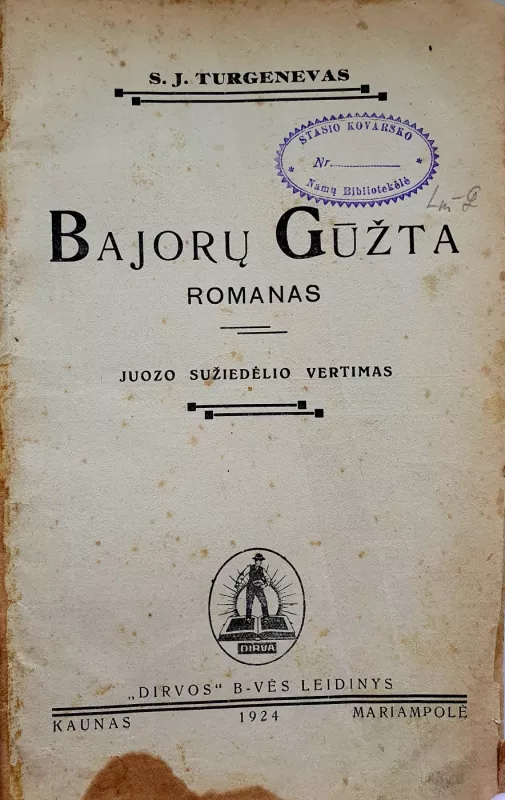 S. J. TURGENEVAS
STASIO KOVARSKO
Nr.
Namų Bibliotekėlė
BAJORŲ GŪŽTA
ROMANAS
JUOZO SUŽIEDĖLIO VERTIMAS
DIRVA
„DIRVOS" B-VĖS LEIDINYS
KAUNAS 1924 MARIAMPOLĖ